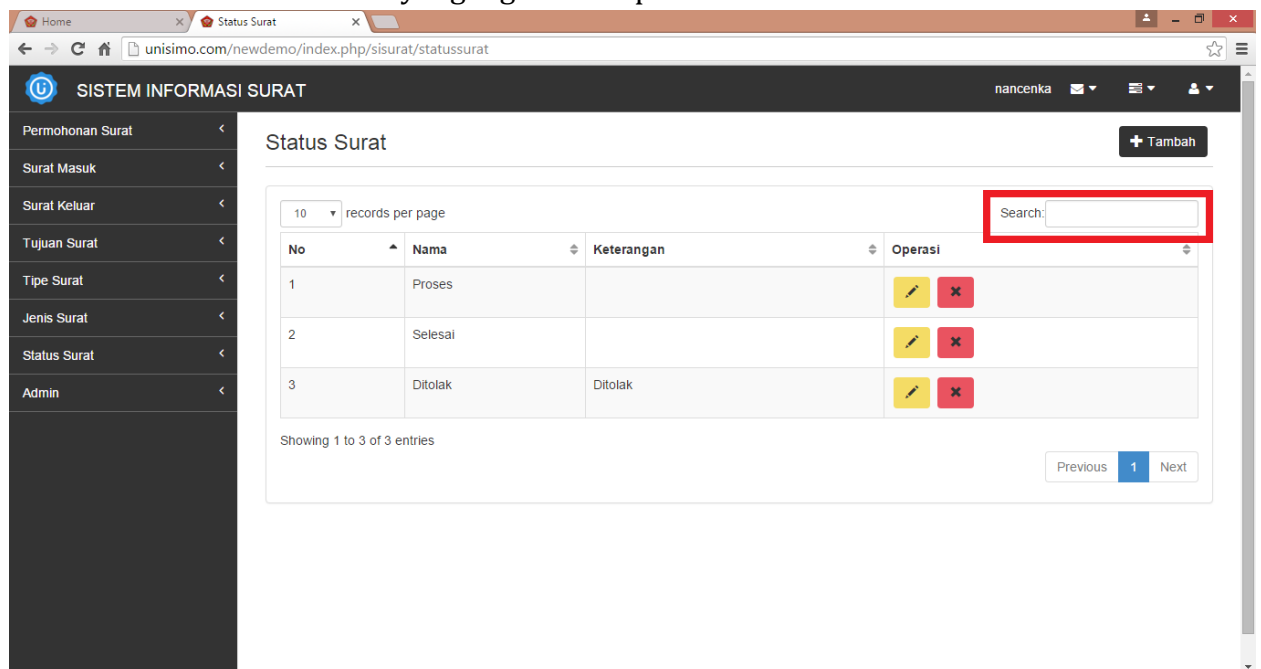 Home
Status Surat
unisimo.com/newdemo/index.php/sisurat/statussurat
SISTEM INFORMASI SURAT
nancenka
Permohonan Surat
Surat Masuk
Surat Keluar
Tujuan Surat
Tipe Surat
Jenis Surat
Status Surat
Admin
Status Surat
Tambah
10 records per page
Search:
No Nama Keterangan Operasi
1 Proses
2 Selesai
3 Ditolak Ditolak
Showing 1 to 3 of 3 entries
Previous 1 Next